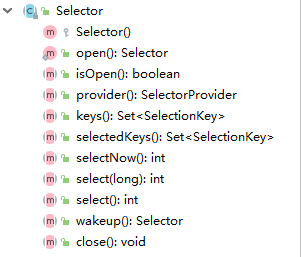 Selector
Selector()
open(): Selector
isOpen(): boolean
provider(): SelectorProvider
keys(): Set<SelectionKey>
selectedKeys(): Set<SelectionKey>
selectNow(): int
select(long): int
select(): int
wakeup(): Selector
close(): void